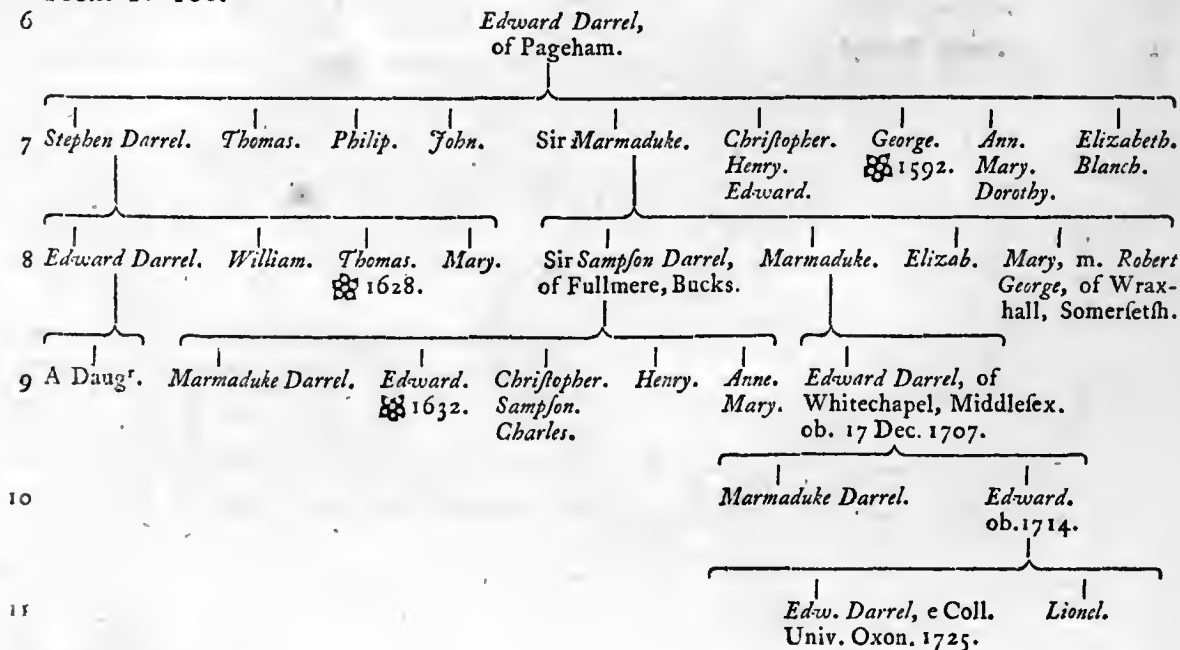 6 Edward Darrel,
of Pageham.
7 Stephen Darrel. Thomas. Philip. John. Sir Marmaduke. Chriſtopher. George. Ann. Elizabeth.
Henry. 1592. Mary. Blanch.
Edward. Dorothy.
8 Edward Darrel. William. Thomas. Mary. Sir Sampſon Darrel, Marmaduke. Elizab. Mary, m. Robert
1628. of Fullmere, Bucks. George, of Wrax-
hall, Somerſetſh.
9 A Daugʳ. Marmaduke Darrel. Edward. Chriſtopher. Henry. Anne. Edward Darrel, of
1632. Sampſon. Mary. Whitechapel, Middleſex.
Charles. ob. 17 Dec. 1707.
10 Marmaduke Darrel. Edward.
ob. 1714.
11 Edw. Darrel, e Coll. Lionel.
Univ. Oxon. 1725.